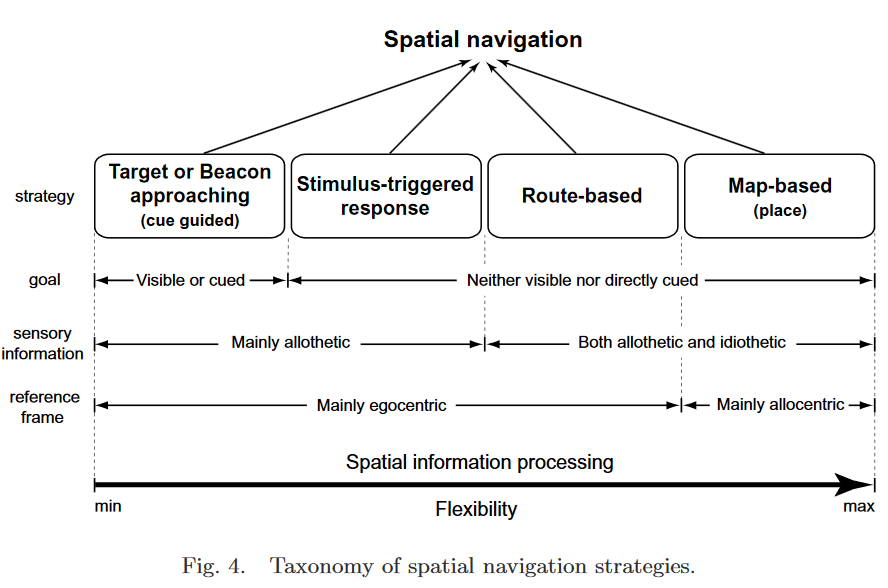 Spatial navigation
strategy
Target or Beacon
approaching
(cue guided)
Stimulus-triggered
response
Route-based
Map-based
(place)
goal
Visible or cued
Neither visible nor directly cued
sensory
information
Mainly allothetic
Both allothetic and idiothetic
reference
frame
Mainly egocentric
Mainly allocentric
Spatial information processing
min
Flexibility
max
Fig. 4. Taxonomy of spatial navigation strategies.